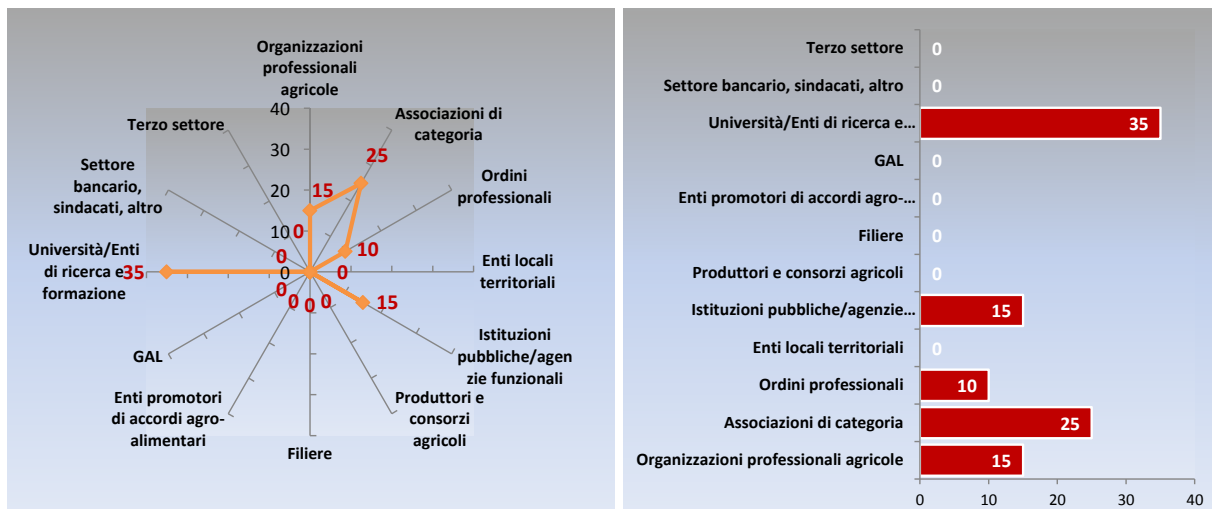 Organizzazioni
professionali
agricole
Associazioni di
categoria
Ordini
professionali
Enti locali
territoriali
Istituzioni
pubbliche/agen
zie funzionali
Produttori e
consorzi
agricoli
Filiere
Enti promotori
di accordi agro-
alimentari
GAL
Università/Enti
di ricerca e
formazione
Settore
bancario,
sindacati, altro
Terzo settore
40
30
20
10
0
15
25
10
0
15
0
0
0
0
35
0
0
Terzo settore 0
Settore bancario, sindacati, altro 0
Università/Enti di ricerca e... 35
GAL 0
Enti promotori di accordi agro-... 0
Filiere 0
Produttori e consorzi agricoli 0
Istituzioni pubbliche/agenzie... 15
Enti locali territoriali 0
Ordini professionali 10
Associazioni di categoria 25
Organizzazioni professionali agricole 15
0 10 20 30 40